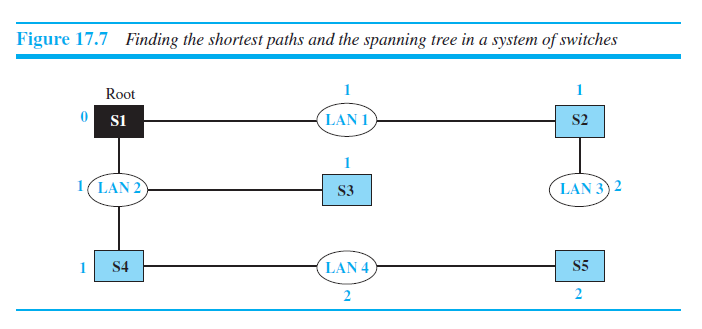 Figure 17.7 Finding the shortest paths and the spanning tree in a system of switches
Root
1
1
0
S1
LAN 1
S2
1
1
LAN 2
S3
LAN 3
2
1
S4
LAN 4
S5
2
2